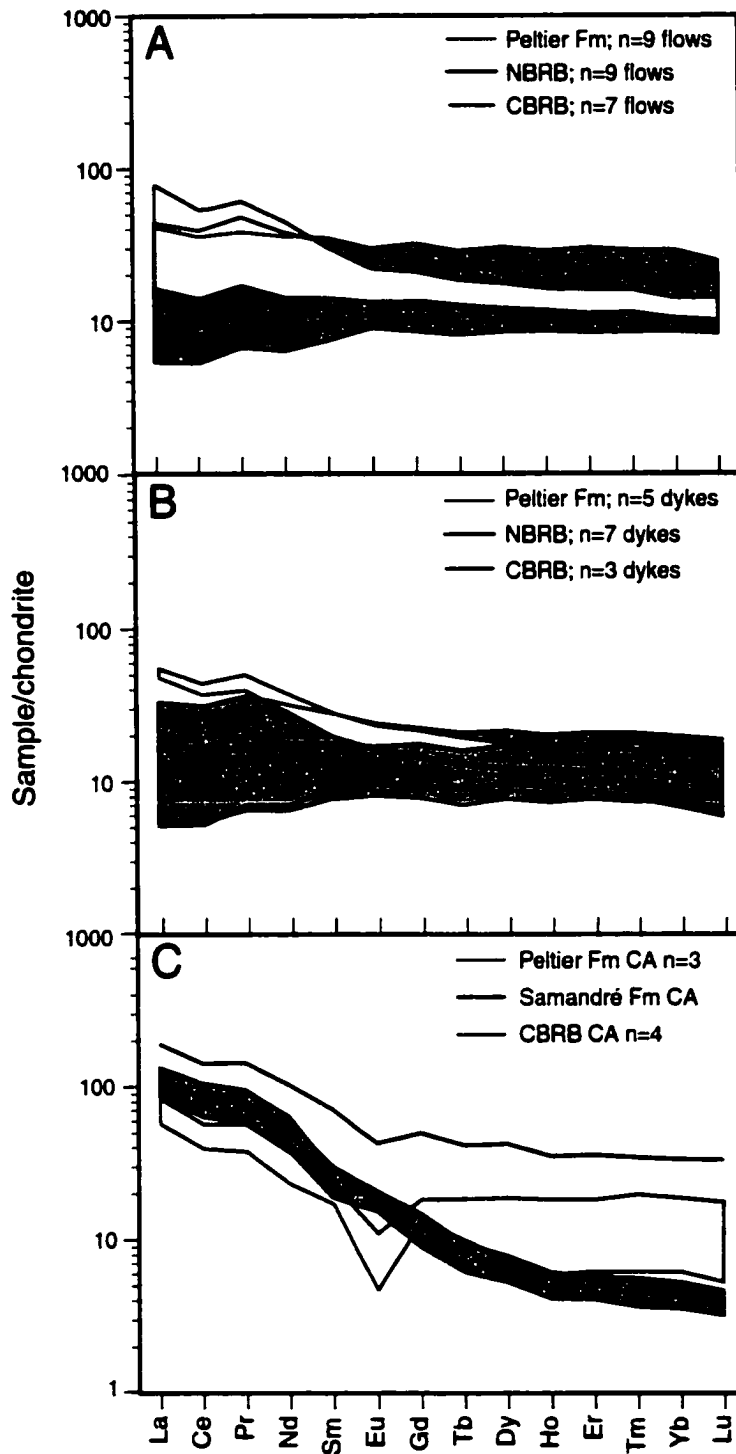 Sample/chondrite
A
1000
100
10
Peltier Fm; n=9 flows
NBRB; n=9 flows
CBRB; n=7 flows
B
1000
100
10
Peltier Fm; n=5 dykes
NBRB; n=7 dykes
CBRB; n=3 dykes
C
1000
100
10
1
Peltier Fm CA n=3
Samandré Fm CA
CBRB CA n=4
La Ce Pr Nd Sm Eu Gd Tb Dy Ho Er Tm Yb Lu